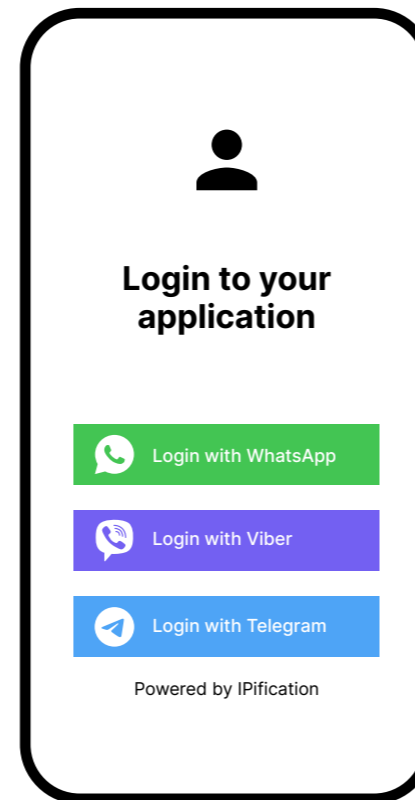 Login to your
application
Login with WhatsApp
Login with Viber
Login with Telegram
Powered by IPification